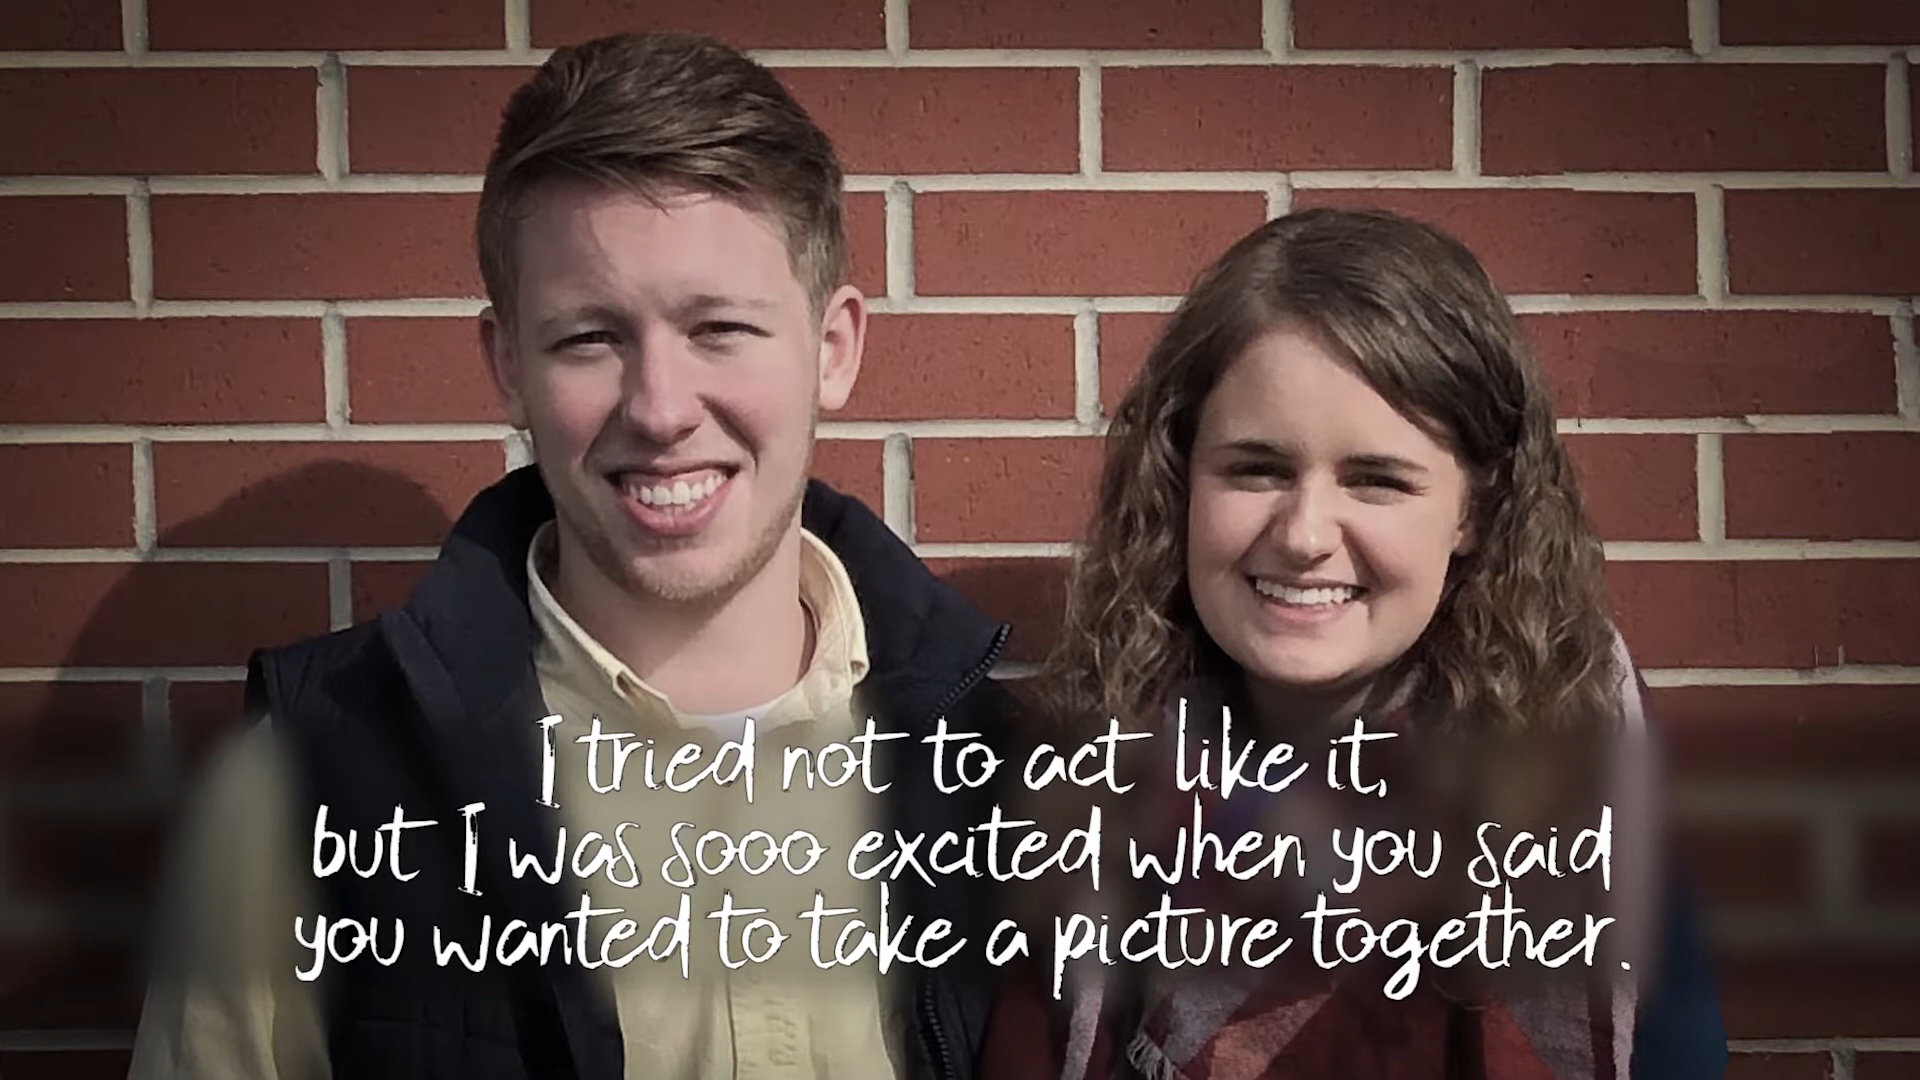 I tried not to act like it,
but I was sooo excited when you said
you wanted to take a picture together.